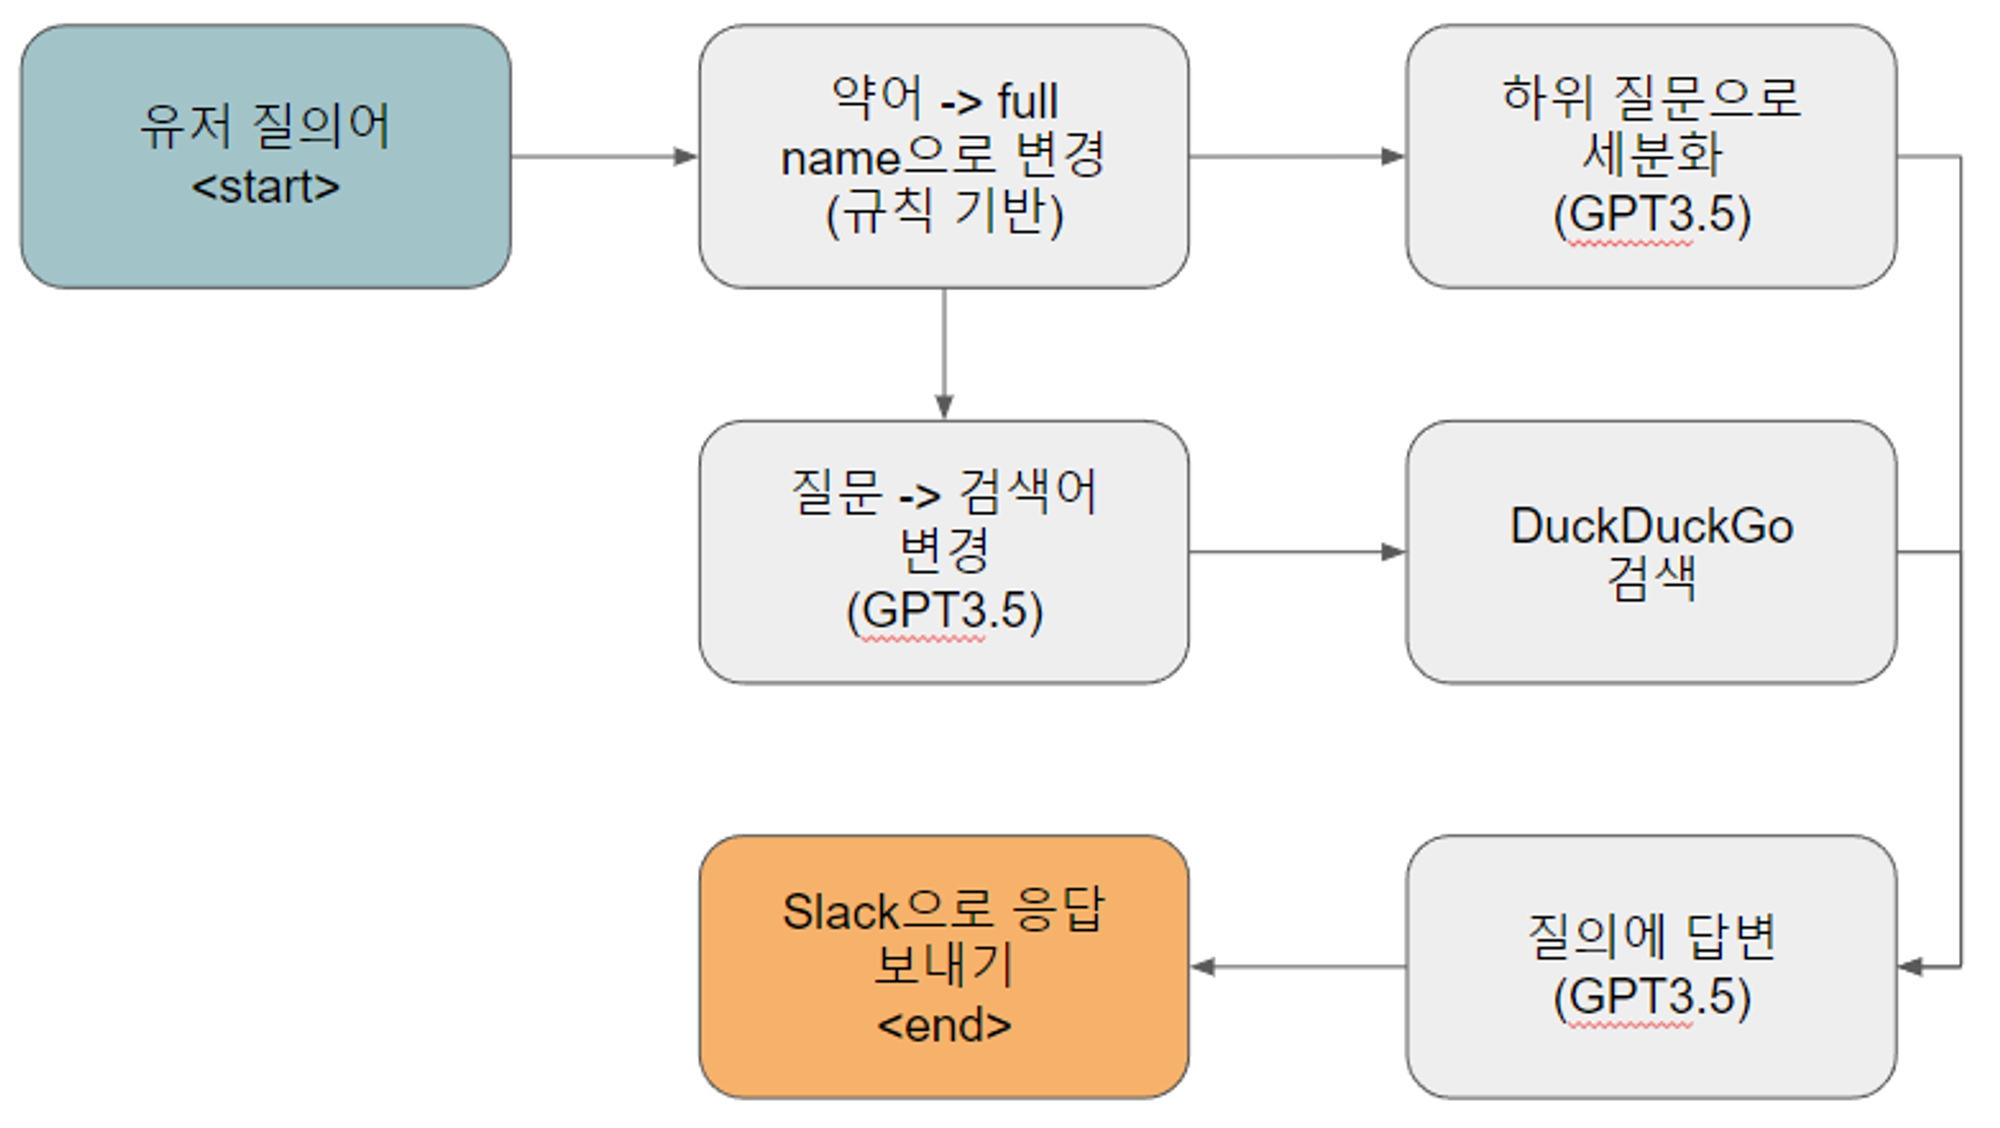 유저 질의어
<start>
약어 -> full
name으로 변경
(규칙 기반)
하위 질문으로
세분화
(GPT3.5)
질문 -> 검색어
변경
(GPT3.5)
DuckDuckGo
검색
Slack으로 응답
보내기
<end>
질의에 답변
(GPT3.5)